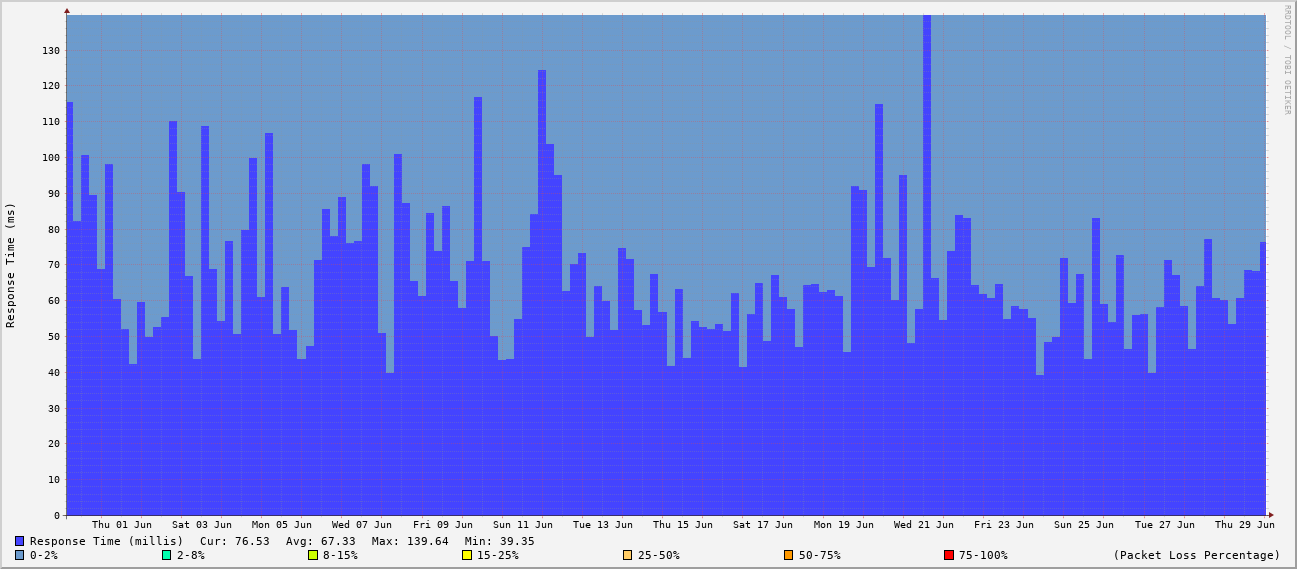 RRDTOOL / TOBI OETIKER
Response Time (ms)
130
120
110
100
90
80
70
60
50
40
30
20
10
0
Thu 01 Jun Sat 03 Jun Mon 05 Jun Wed 07 Jun Fri 09 Jun Sun 11 Jun Tue 13 Jun Thu 15 Jun Sat 17 Jun Mon 19 Jun Wed 21 Jun Fri 23 Jun Sun 25 Jun Tue 27 Jun Thu 29 Jun
Response Time (millis) Cur: 76.53 Avg: 67.33 Max: 139.64 Min: 39.35
0-2% 2-8% 8-15% 15-25% 25-50% 50-75% 75-100% (Packet Loss Percentage)